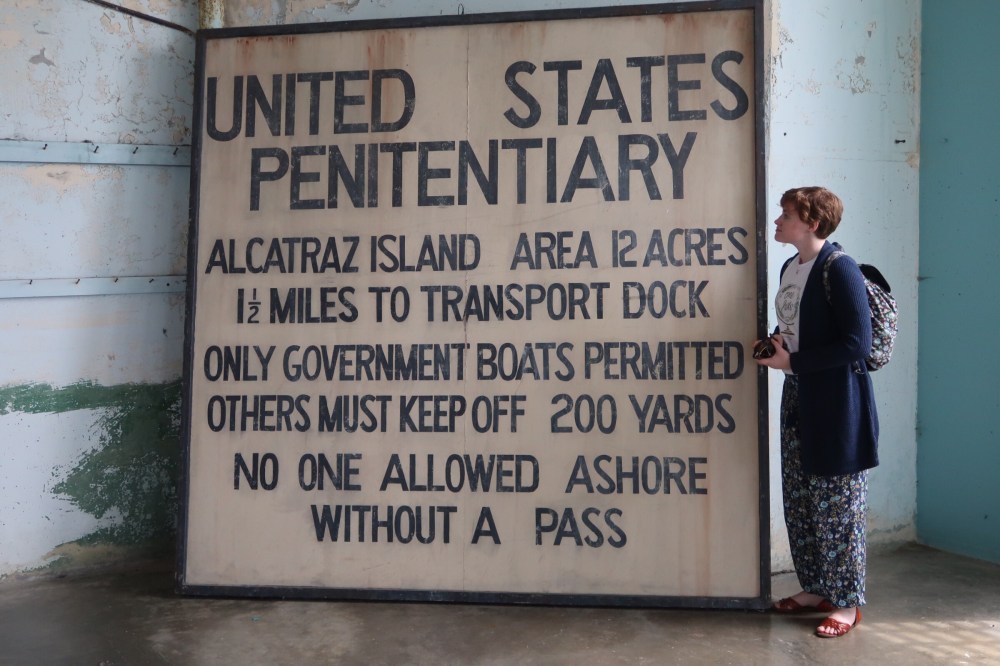 UNITED STATES
PENITENTIARY
ALCATRAZ ISLAND AREA 12 ACRES
1½ MILES TO TRANSPORT DOCK
ONLY GOVERNMENT BOATS PERMITTED
OTHERS MUST KEEP OFF 200 YARDS
NO ONE ALLOWED ASHORE
WITHOUT A PASS